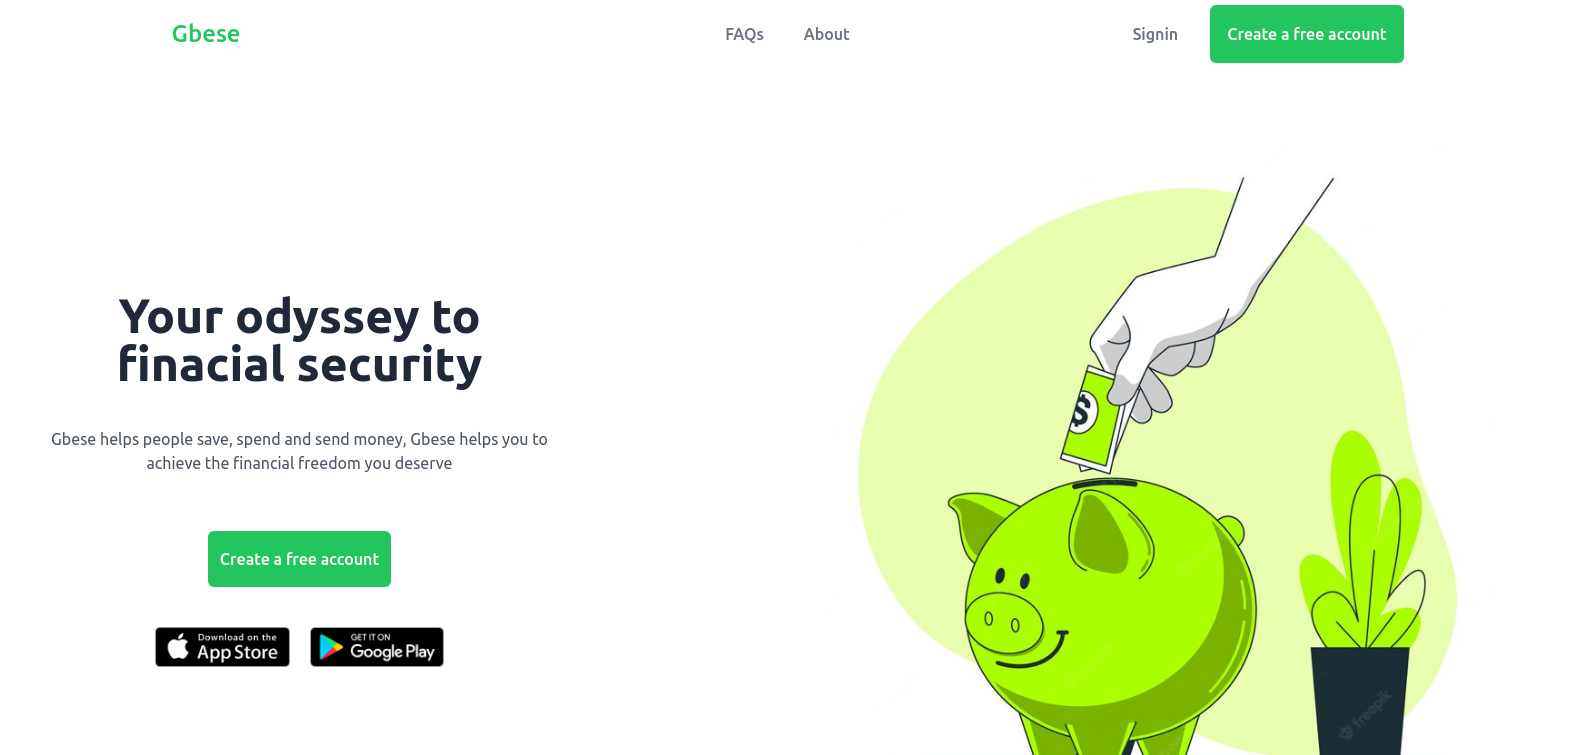 Gbese
FAQs
About
Signin
Create a free account
Your odyssey to
finacial security
Gbese helps people save, spend and send money, Gbese helps you to
achieve the financial freedom you deserve
Create a free account
Download on the
App Store
GET IT ON
Google Play
$
freepik